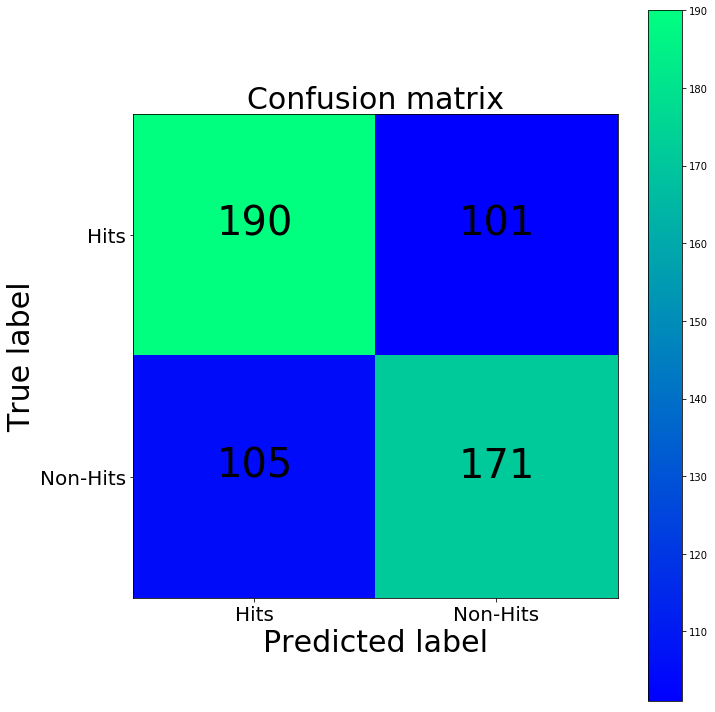 Confusion matrix
True label
Hits
Non-Hits
190
101
105
171
Hits
Non-Hits
Predicted label
190
180
170
160
150
140
130
120
110